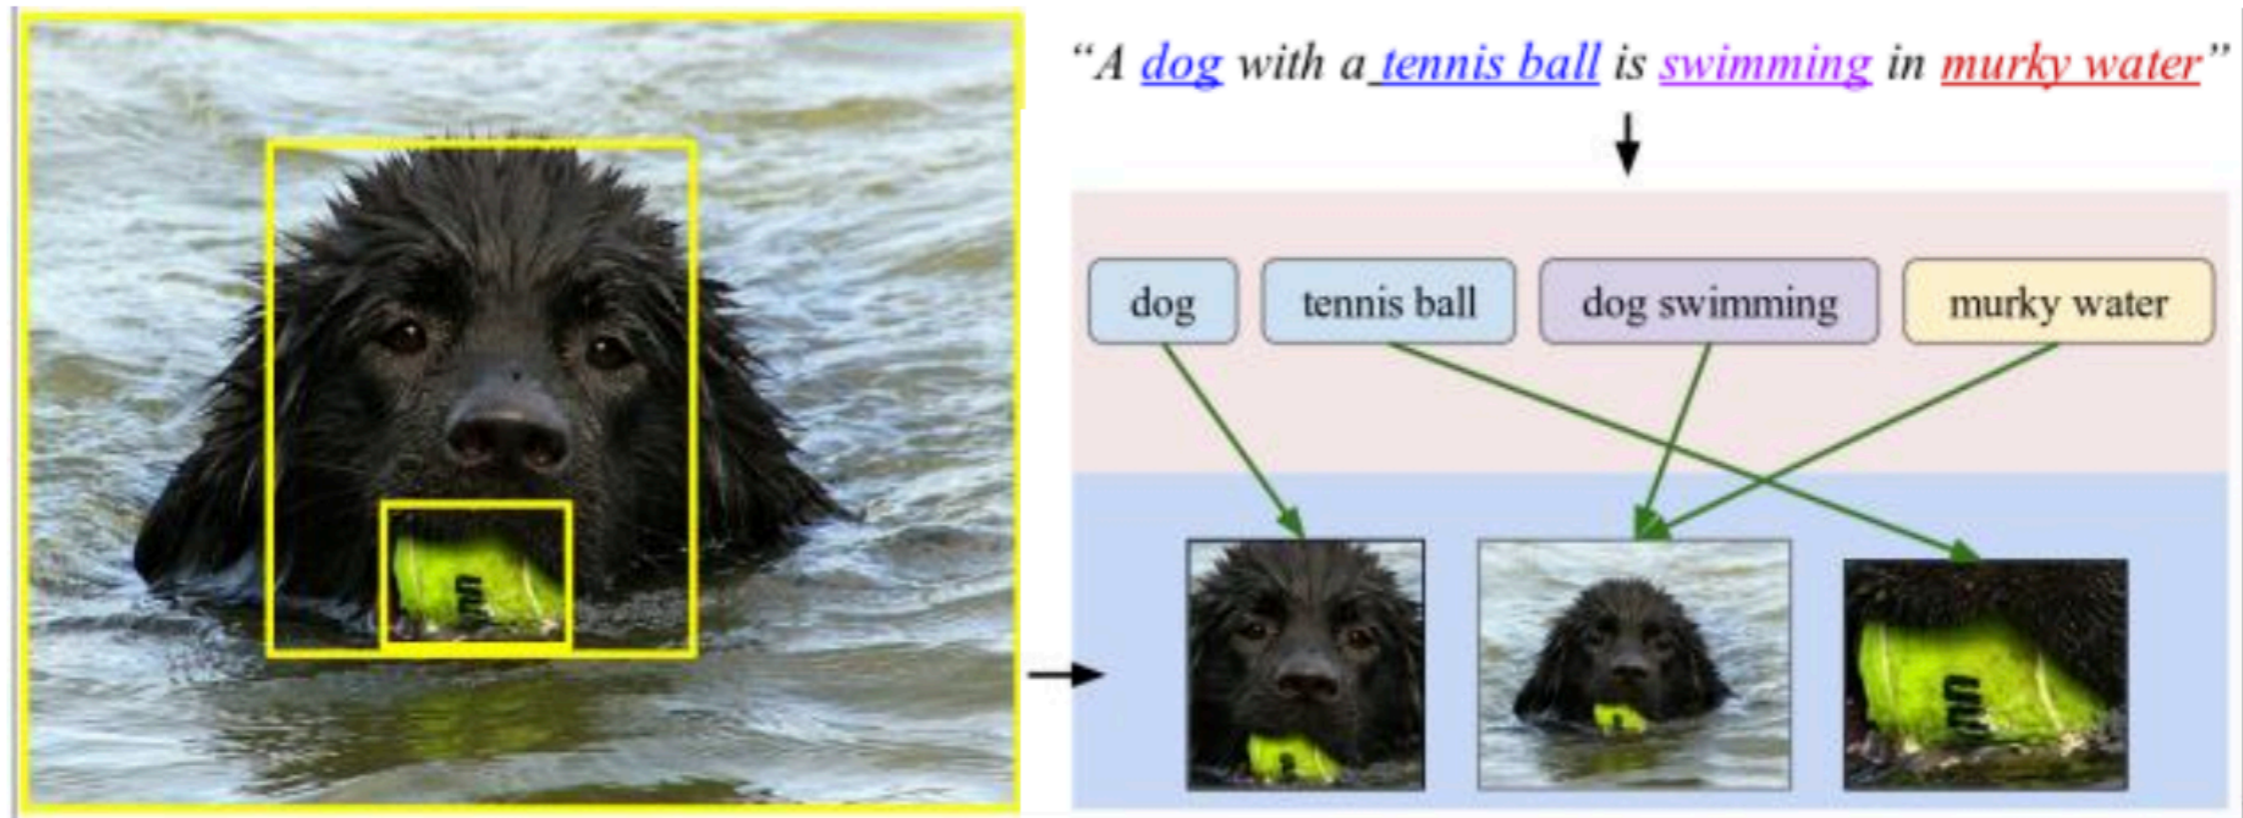 “A dog with a tennis ball is swimming in murky water”
dog
tennis ball
dog swimming
murky water